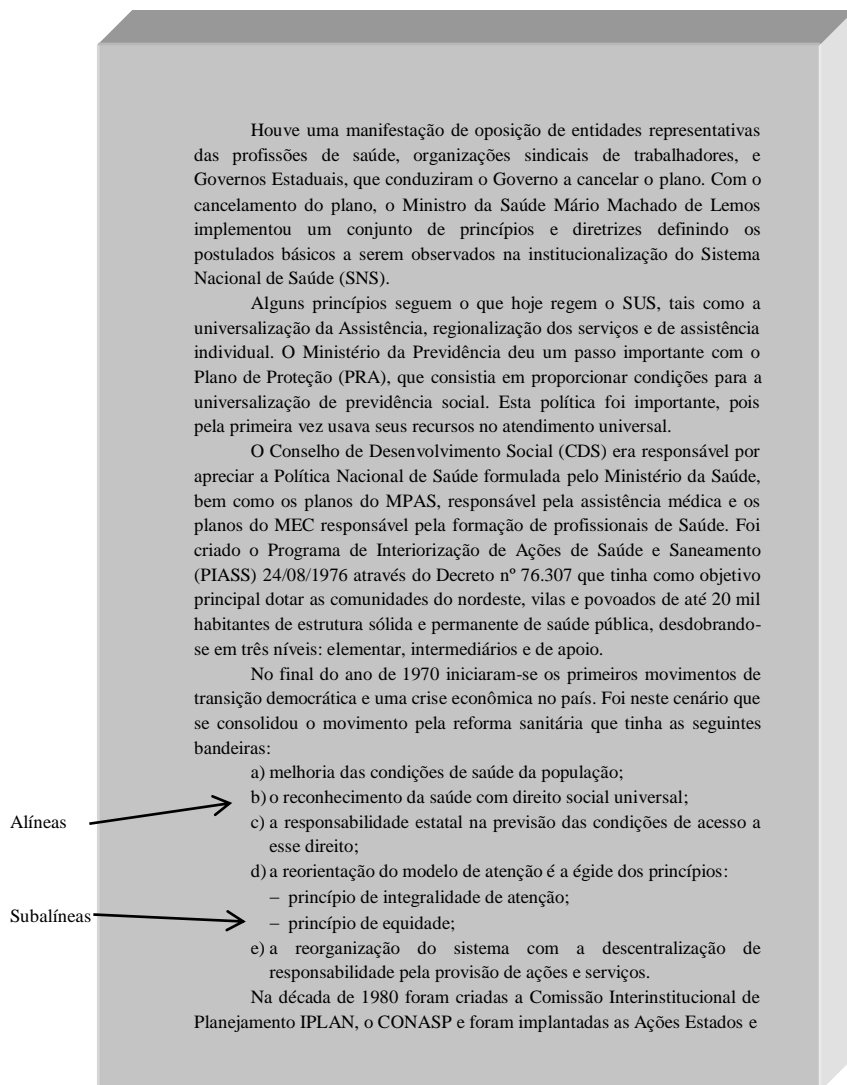 Houve uma manifestação de oposição de entidades representativas
das profissões de saúde, organizações sindicais de trabalhadores, e
Governos Estaduais, que conduziram o Governo a cancelar o plano. Com o
cancelamento do plano, o Ministro da Saúde Mário Machado de Lemos
implementou um conjunto de princípios e diretrizes definindo os
postulados básicos a serem observados na institucionalização do Sistema
Nacional de Saúde (SNS).
Alguns princípios seguem o que hoje regem o SUS, tais como a
universalização da Assistência, regionalização dos serviços e de assistência
individual. O Ministério da Previdência deu um passo importante com o
Plano de Proteção (PRA), que consistia em proporcionar condições para a
universalização de previdência social. Esta política foi importante, pois
pela primeira vez usava seus recursos no atendimento universal.
O Conselho de Desenvolvimento Social (CDS) era responsável por
apreciar a Política Nacional de Saúde formulada pelo Ministério da Saúde,
bem como os planos do MPAS, responsável pela assistência médica e os
planos do MEC responsável pela formação de profissionais de Saúde. Foi
criado o Programa de Interiorização de Ações de Saúde e Saneamento
(PIASS) 24/08/1976 através do Decreto nº 76.307 que tinha como objetivo
principal dotar as comunidades do nordeste, vilas e povoados de até 20 mil
habitantes de estrutura sólida e permanente de saúde pública, desdobrando-
se em três níveis: elementar, intermediários e de apoio.
No final do ano de 1970 iniciaram-se os primeiros movimentos de
transição democrática e uma crise econômica no país. Foi neste cenário que
se consolidou o movimento pela reforma sanitária que tinha as seguintes
bandeiras:
a) melhoria das condições de saúde da população;
b) o reconhecimento da saúde com direito social universal;
Alíneas
c) a responsabilidade estatal na previsão das condições de acesso a
esse direito;
d) a reorientação do modelo de atenção é a égide dos princípios:
– princípio de integralidade de atenção;
Subalíneas
– princípio de equidade;
e) a reorganização do sistema com a descentralização de
responsabilidade pela provisão de ações e serviços.
Na década de 1980 foram criadas a Comissão Interinstitucional de
Planejamento IPLAN, o CONASP e foram implantadas as Ações Estados e